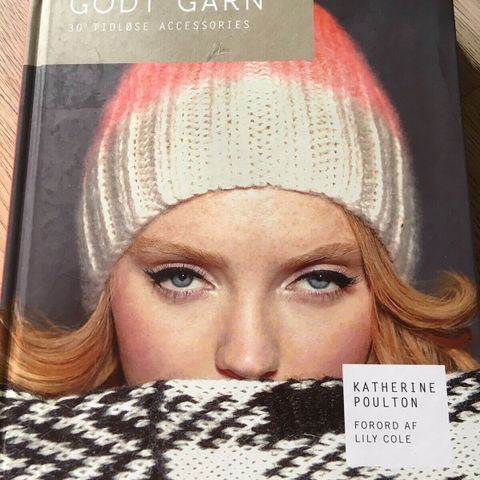 GODT GARN
30 TIDLØSE ACCESSORIES
KATHERINE
POULTON
FORORD AF
LILY COLE